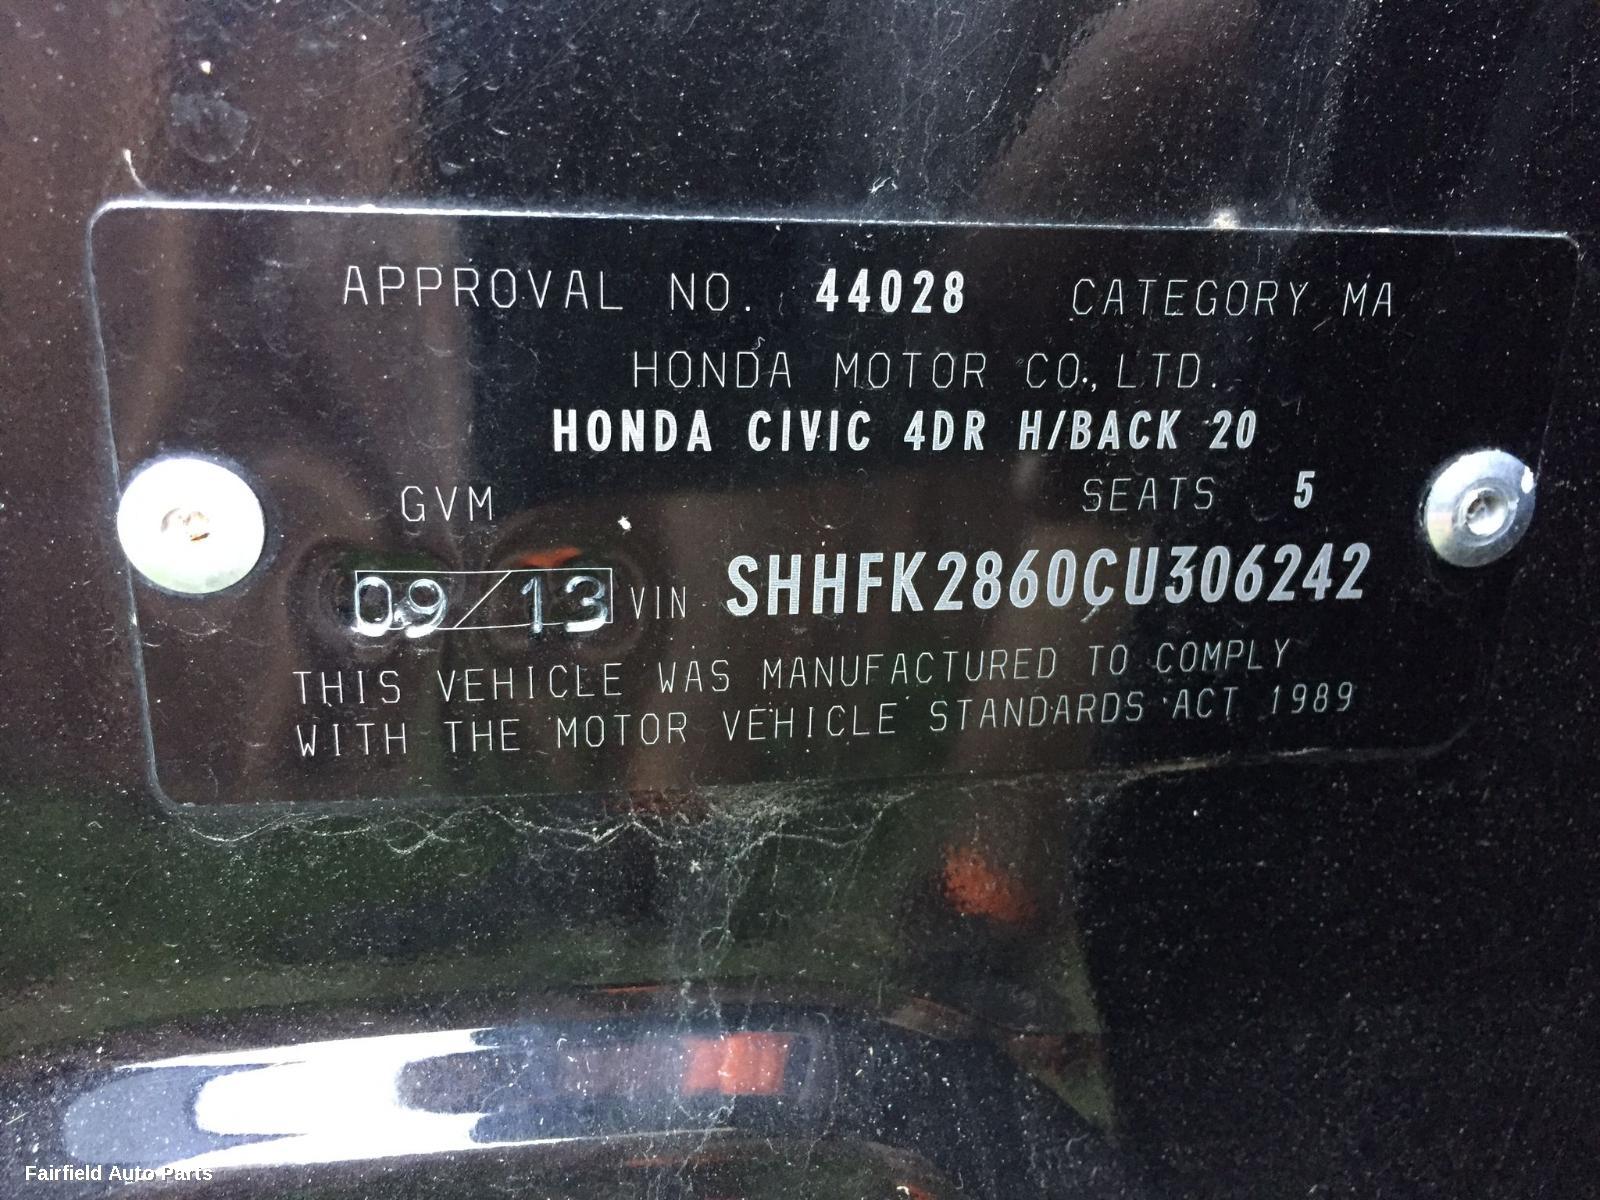 APPROVAL NO. 44028 CATEGORY MA
HONDA MOTOR CO., LTD.
HONDA CIVIC 4DR H/BACK 20
GVM SEATS 5
09/13 VIN SHHFK2860CU306242
THIS VEHICLE WAS MANUFACTURED TO COMPLY
WITH THE MOTOR VEHICLE STANDARDS ACT 1989
Fairfield Auto Parts